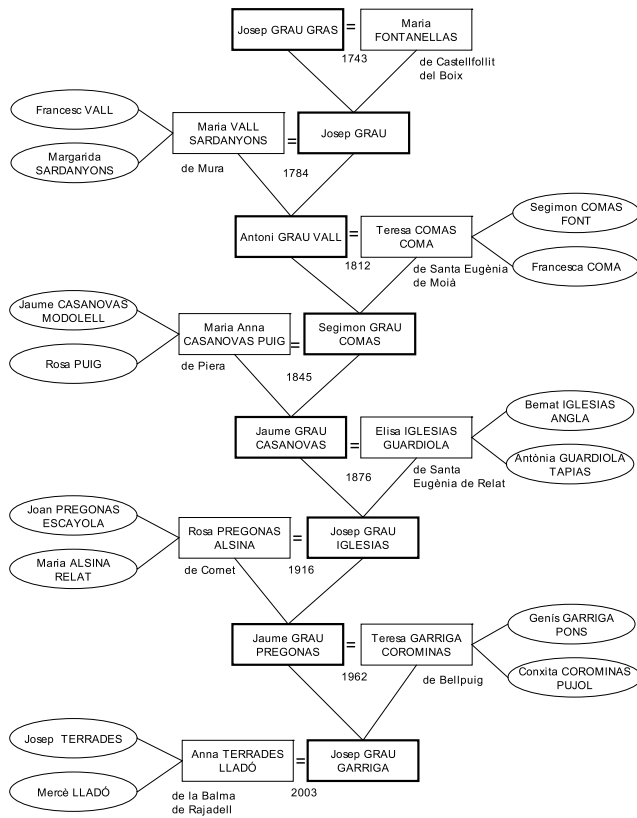 Josep GRAU GRAS
=
Maria
FONTANELLAS
1743
de Castellfollit
del Boix
Francesc VALL
Margarida
SARDANYONS
Maria VALL
SARDANYONS
=
Josep GRAU
de Mura
1784
Antoni GRAU VALL
=
Teresa COMAS
COMA
Segimon COMAS
FONT
Francesca COMA
1812
de Santa Eugènia
de Moià
Jaume CASANOVAS
MODOLELL
Rosa PUIG
Maria Anna
CASANOVAS PUIG
=
Segimon GRAU
COMAS
de Piera
1845
Jaume GRAU
CASANOVAS
=
Elisa IGLESIAS
GUARDIOLA
Bernat IGLESIAS
ANGLA
Antònia GUARDIOLA
TAPIAS
1876
de Santa
Eugènia de Relat
Joan PREGONAS
ESCAYOLA
Maria ALSINA
RELAT
Rosa PREGONAS
ALSINA
=
Josep GRAU
IGLESIAS
de Comet
1916
Jaume GRAU
PREGONAS
=
Teresa GARRIGA
COROMINAS
Genís GARRIGA
PONS
Conxita COROMINAS
PUJOL
1962
de Bellpuig
Josep TERRADES
Mercè LLADÓ
Anna TERRADES
LLADÓ
=
Josep GRAU
GARRIGA
de la Balma
de Rajadell
2003